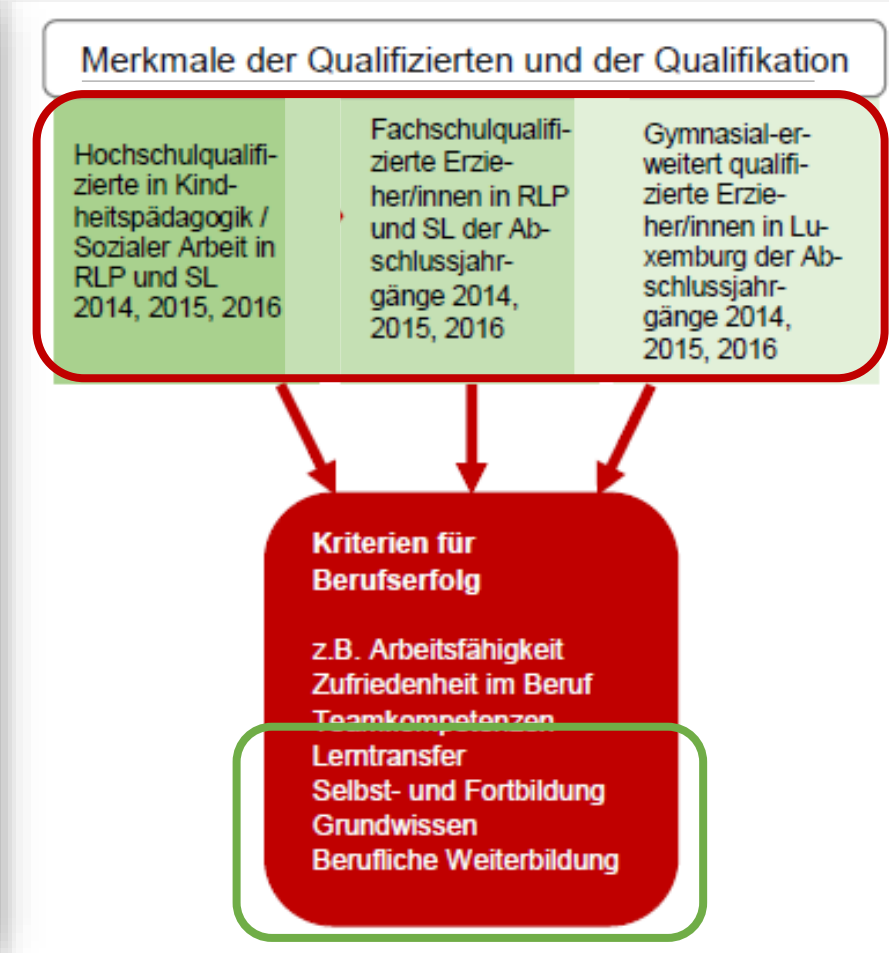 Merkmale der Qualifizierten und der Qualifikation
Hochschulqualifi-
zierte in Kind-
heitspädagogik /
Sozialer Arbeit in
RLP und SL
2014, 2015, 2016
Fachschulqualifi-
zierte Erzie-
her/innen in RLP
und SL der Ab-
schlussjahr-
gänge 2014,
2015, 2016
Gymnasial-er-
weitert qualifi-
zierte Erzie-
her/innen in Lu-
xemburg der Ab-
schlussjahr-
gänge 2014,
2015, 2016
Kriterien für
Berufserfolg
z.B. Arbeitsfähigkeit
Zufriedenheit im Beruf
Teamkompetenzen
Lerntransfer
Selbst- und Fortbildung
Grundwissen
Berufliche Weiterbildung